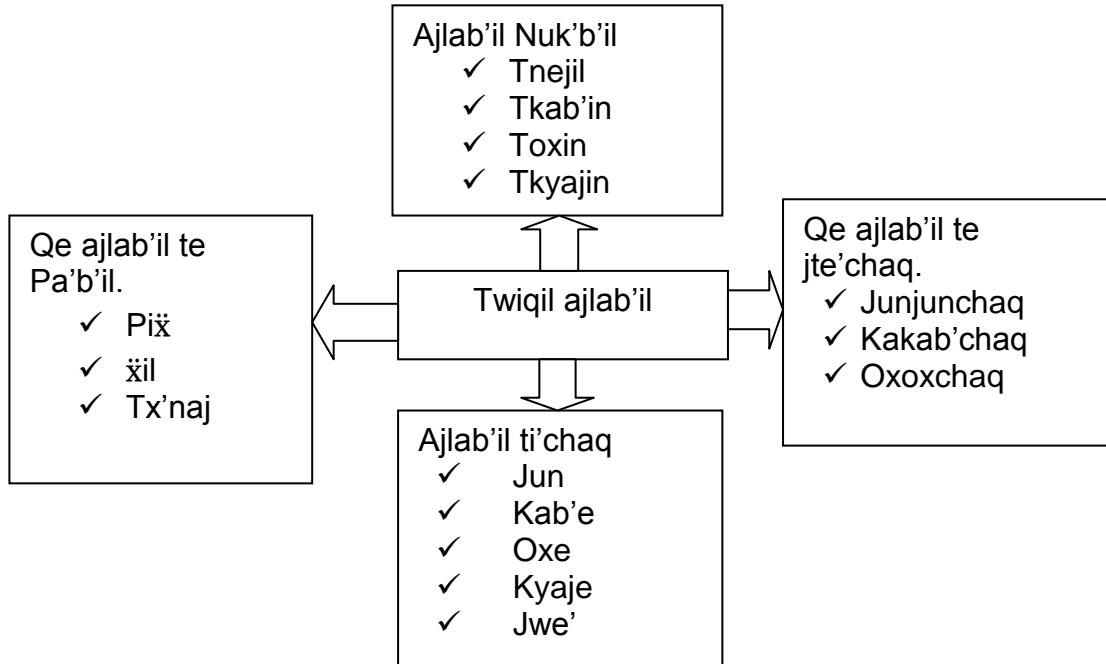 Ajlab’il Nuk’b’il
✓ Tnejil
✓ Tkab’in
✓ Toxin
✓ Tkyajin
Qe ajlab’il te
Pa’b’il.
✓ Piẍ
✓ ẍil
✓ Tx’naj
Twiqil ajlab’il
Qe ajlab’il te
jte’chaq.
✓ Junjunchaq
✓ Kakab’chaq
✓ Oxoxchaq
Ajlab’il ti’chaq
✓ Jun
✓ Kab’e
✓ Oxe
✓ Kyaje
✓ Jwe’